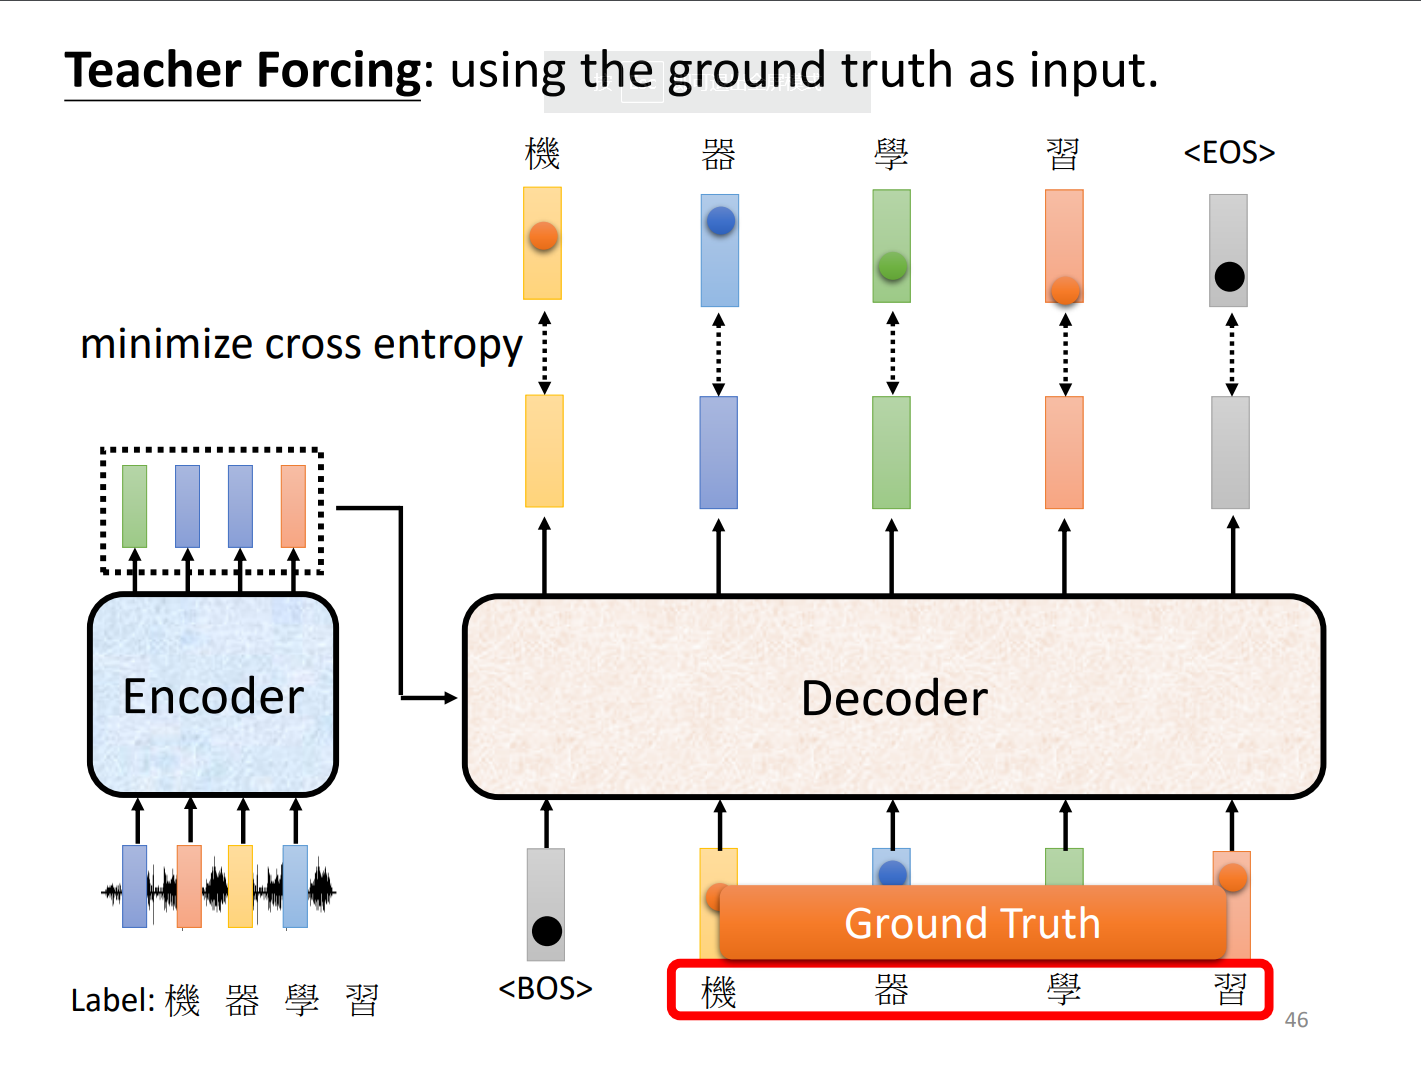 Teacher Forcing: using the ground truth as input.
機 器 學 習 <EOS>
minimize cross entropy
Encoder
Decoder
Ground Truth
Label: 機 器 學 習
<BOS>
機 器 學 習
46